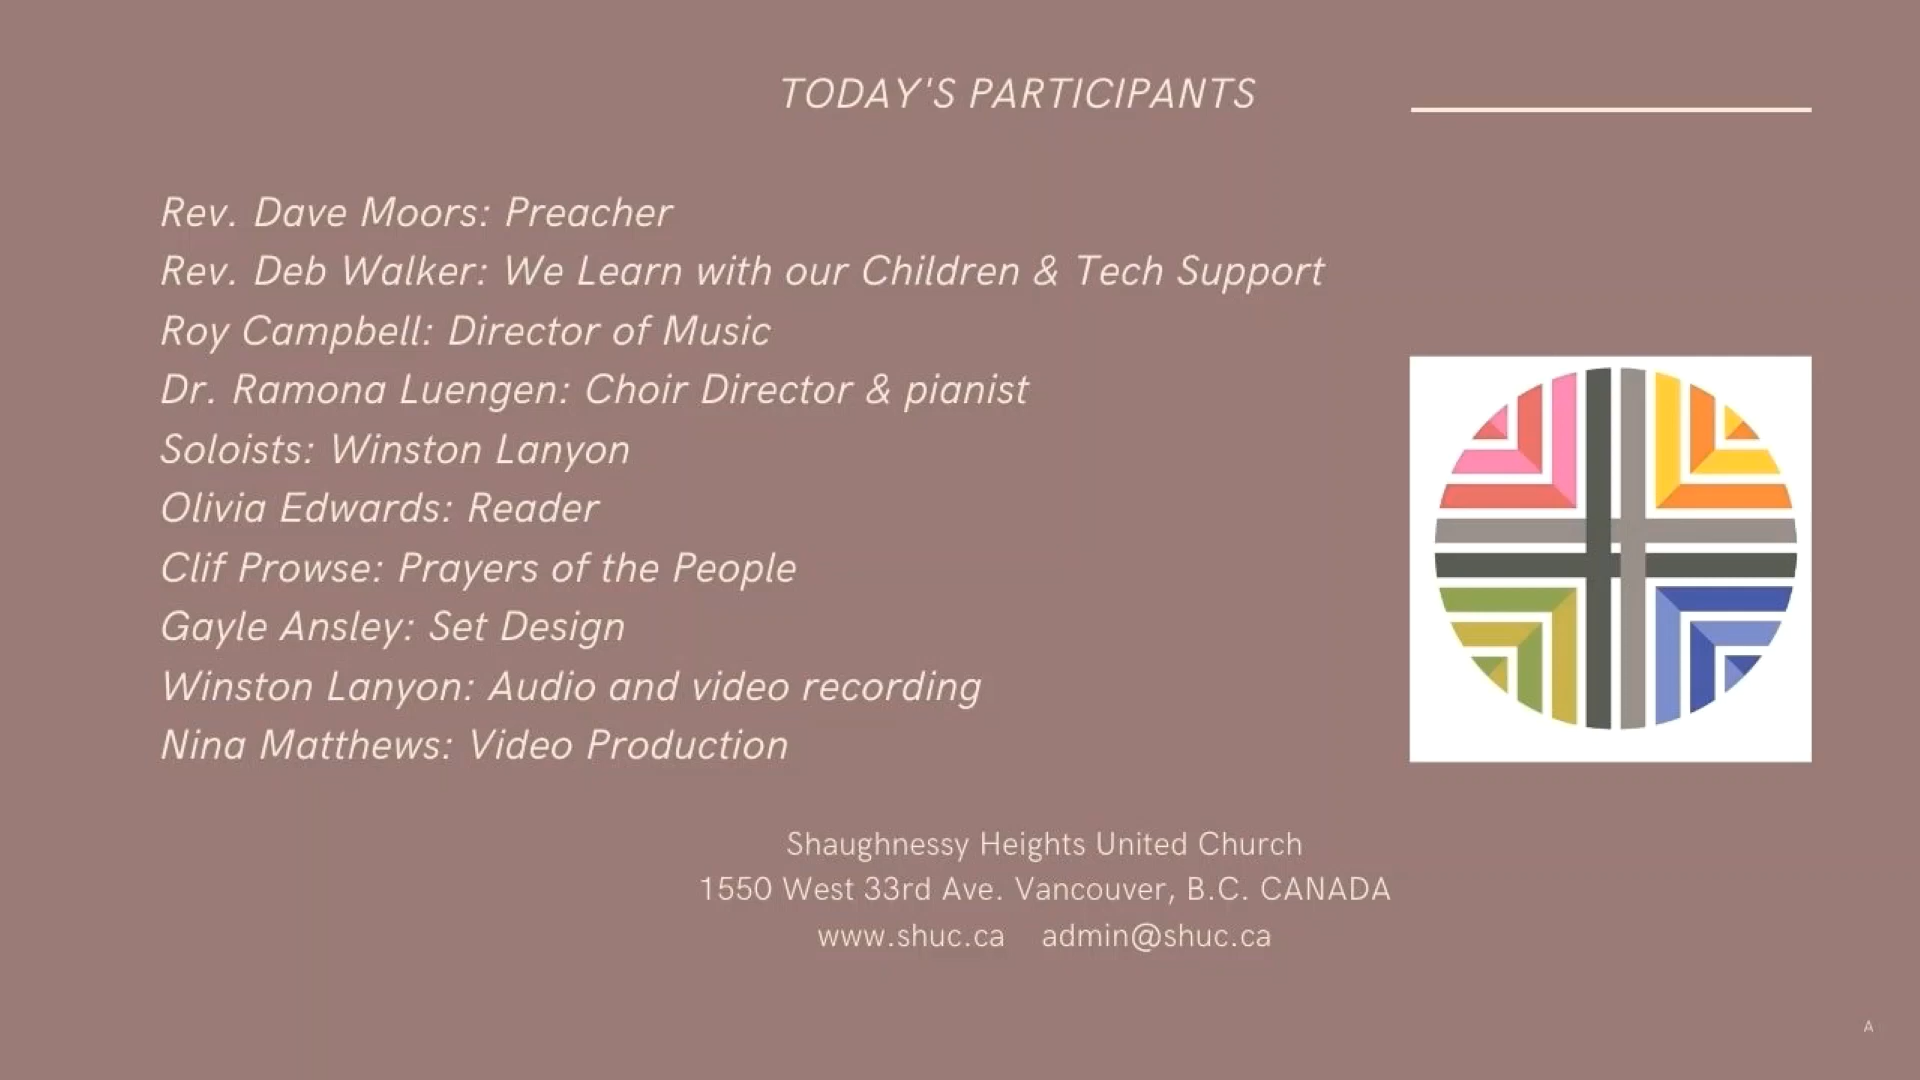 TODAY'S PARTICIPANTS
Rev. Dave Moors: Preacher
Rev. Deb Walker: We Learn with our Children & Tech Support
Roy Campbell: Director of Music
Dr. Ramona Luengen: Choir Director & pianist
Soloists: Winston Lanyon
Olivia Edwards: Reader
Clif Prowse: Prayers of the People
Gayle Ansley: Set Design
Winston Lanyon: Audio and video recording
Nina Matthews: Video Production
Shaughnessy Heights United Church
1550 West 33rd Ave. Vancouver, B.C. CANADA
www.shuc.ca admin@shuc.ca
A